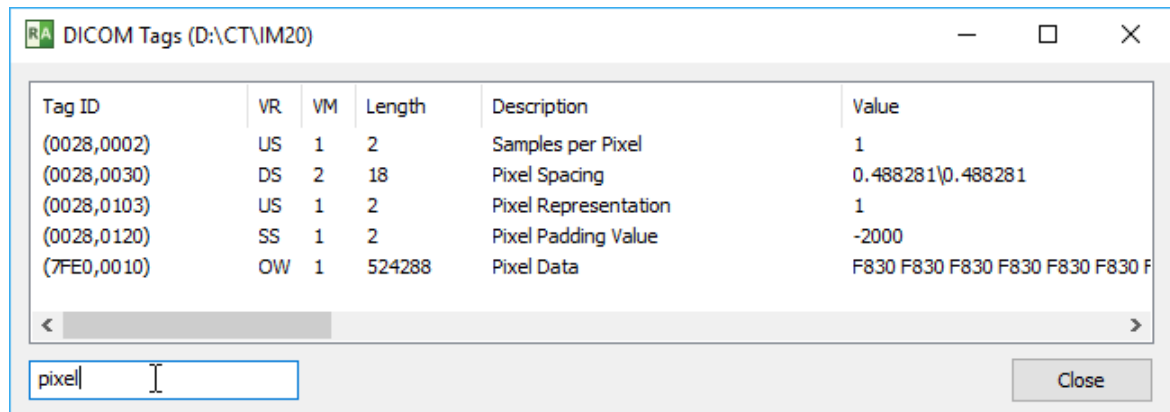 RA DICOM Tags (D:\CT\IM20)
Tag ID VR VM Length Description Value
(0028,0002) US 1 2 Samples per Pixel 1
(0028,0030) DS 2 18 Pixel Spacing 0.488281\0.488281
(0028,0103) US 1 2 Pixel Representation 1
(0028,0120) SS 1 2 Pixel Padding Value -2000
(7FE0,0010) OW 1 524288 Pixel Data F830 F830 F830 F830 F830 F830 F
pixel Close